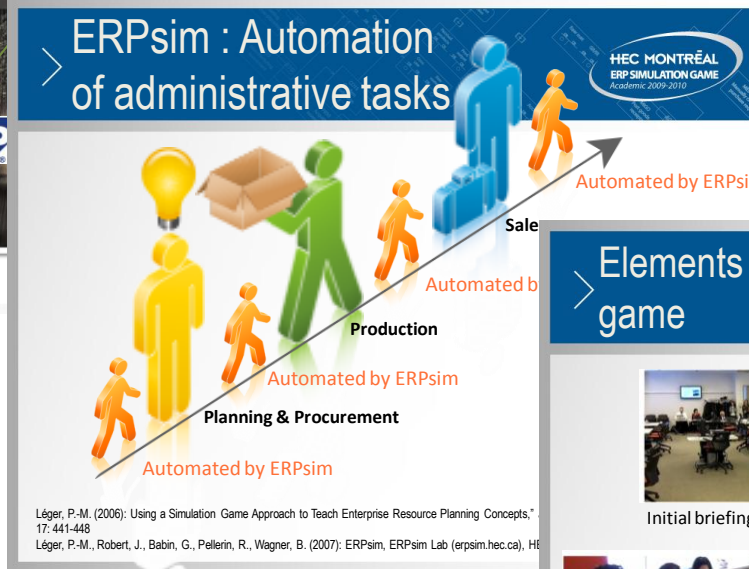 ERPsim : Automation
of administrative tasks
HEC MONTRÉAL
ERP SIMULATION GAME
Academic 2009-2010
Automated by ERPsi
Sale
Automated b
Production
Automated by ERPsim
Planning & Procurement
Automated by ERPsim
Léger, P.-M. (2006): Using a Simulation Game Approach to Teach Enterprise Resource Planning Concepts,"
17: 441-448
Léger, P.-M., Robert, J., Babin, G., Pellerin, R., Wagner, B. (2007): ERPsim, ERPsim Lab (erpsim.hec.ca), HE
Elements
game
Initial briefing